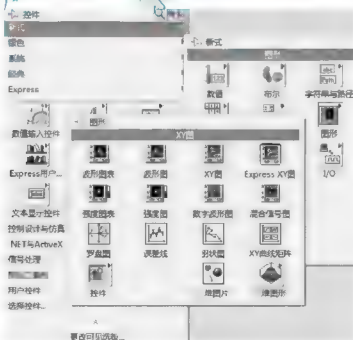 控件
新式
银色
系统
经典
Express
新式
图形
数值
布尔
字符串与路径
图形
数值输入控件
图形
I/O
XY图
Express用户...
波形图表
波形图
XY图
Express XY图
文本显示控件
强度图表
强度图
数字波形图
混合信号图
控制设计与仿真
.NET与ActiveX
罗盘图
误差线
羽状图
XY曲线矩阵
信号处理
用户控件
控件
三维图形
选择控件...
更改可见选板...